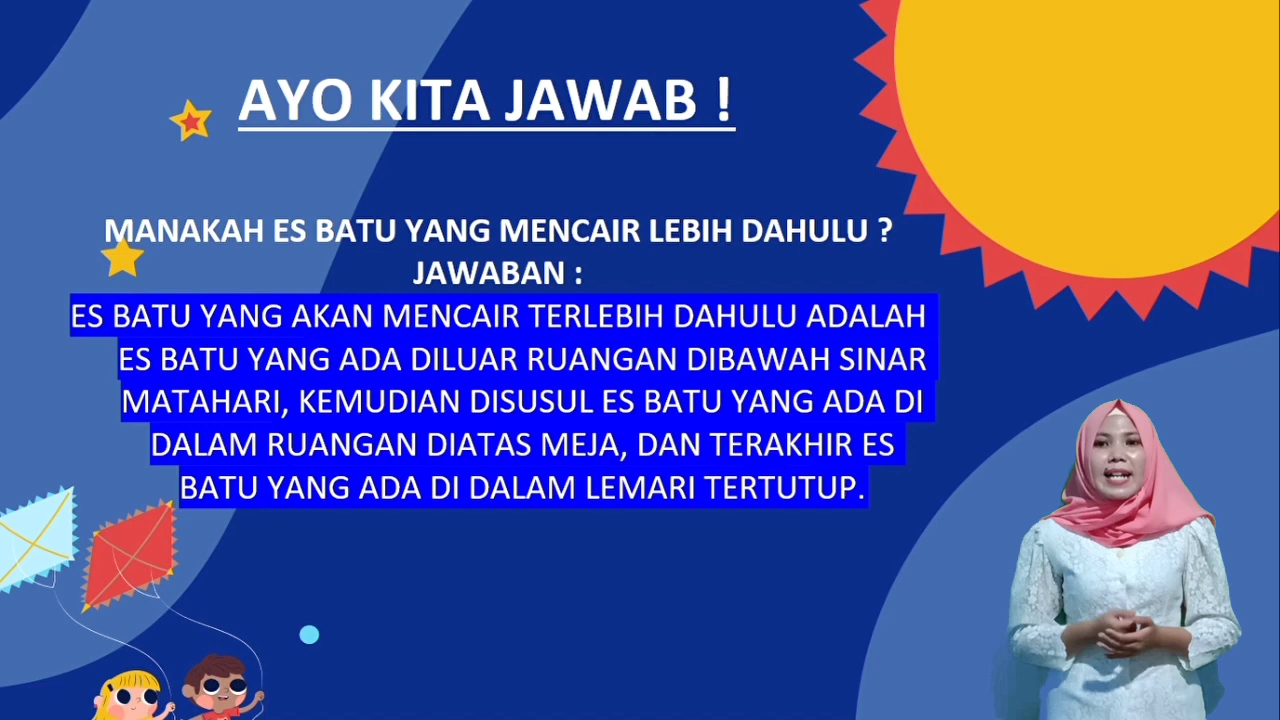 AYO KITA JAWAB !
MANAKAH ES BATU YANG MENCAIR LEBIH DAHULU ?
JAWABAN :
ES BATU YANG AKAN MENCAIR TERLEBIH DAHULU ADALAH
ES BATU YANG ADA DILUAR RUANGAN DIBAWAH SINAR
MATAHARI, KEMUDIAN DISUSUL ES BATU YANG ADA DI
DALAM RUANGAN DIATAS MEJA, DAN TERAKHIR ES
BATU YANG ADA DI DALAM LEMARI TERTUTUP.